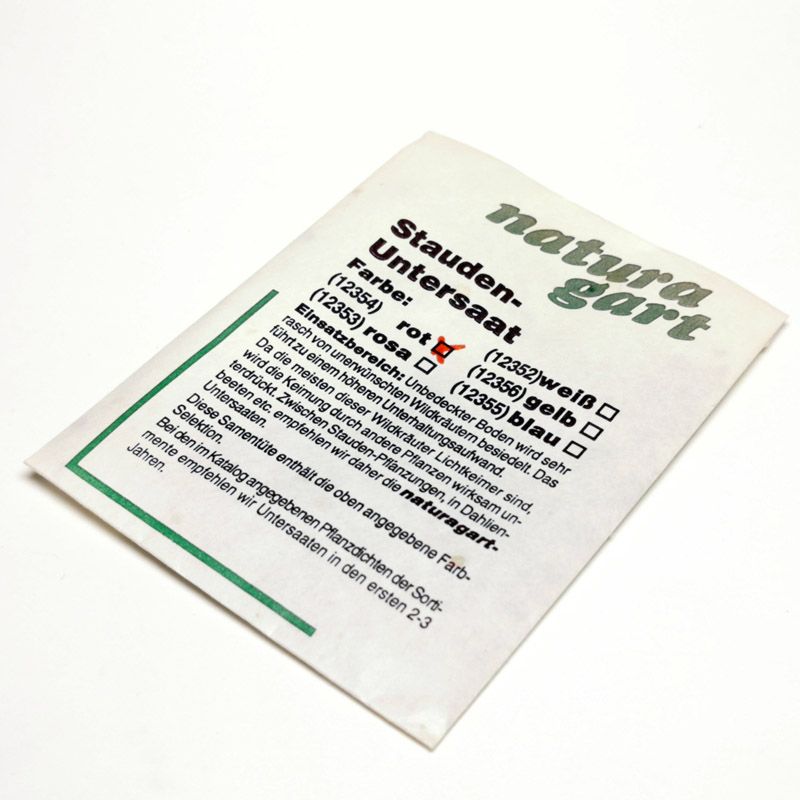 natura
gart
Stauden-
Untersaat
Farbe:
(12354) rot (12352) weiß
(12353) rosa (12356) gelb
(12355) blau
Einsatzbereich: Unbedeckter Boden wird sehr
rasch von unerwünschten Wildkräutern besiedelt. Das
führt zu einem höheren Unterhaltungsaufwand.
Da die meisten dieser Wildkräuter Lichtkeimer sind,
wird die Keimung durch andere Pflanzen wirksam un-
terdrückt. Zwischen Stauden-Pflanzungen, in Dahlien-
beeten etc. empfehlen wir daher die naturagart-
Untersaaten.
Diese Samentüte enthält die oben angegebene Farb-
Selektion.
Bei den im Katalog angegebenen Pflanzdichten der Sorti-
mente empfehlen wir Untersaaten in den ersten 2-3
Jahren.